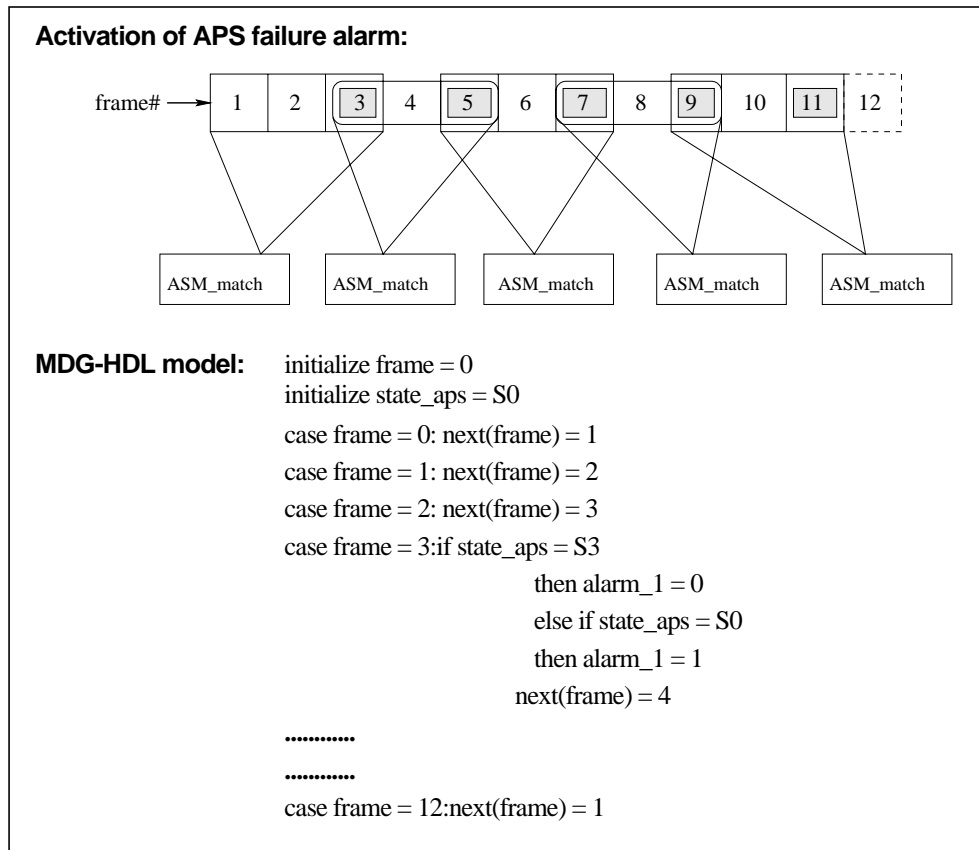 Activation of APS failure alarm:
frame# 1 2 3 4 5 6 7 8 9 10 11 12
ASM_match ASM_match ASM_match ASM_match ASM_match
MDG-HDL model: initialize frame = 0
initialize state_aps = S0
case frame = 0: next(frame) = 1
case frame = 1: next(frame) = 2
case frame = 2: next(frame) = 3
case frame = 3:if state_aps = S3
then alarm_1 = 0
else if state_aps = S0
then alarm_1 = 1
next(frame) = 4
............
............
case frame = 12:next(frame) = 1